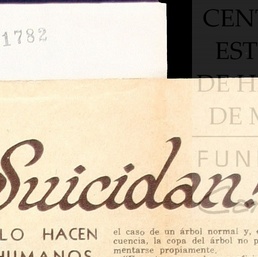 1782
CENT
EST
DE H
DE M
FUN
Suicidan!
LO HACEN
HUMANOS
el caso de un árbol normal y, e
cuencia, la copa del árbol no p
mentarse propiamente.